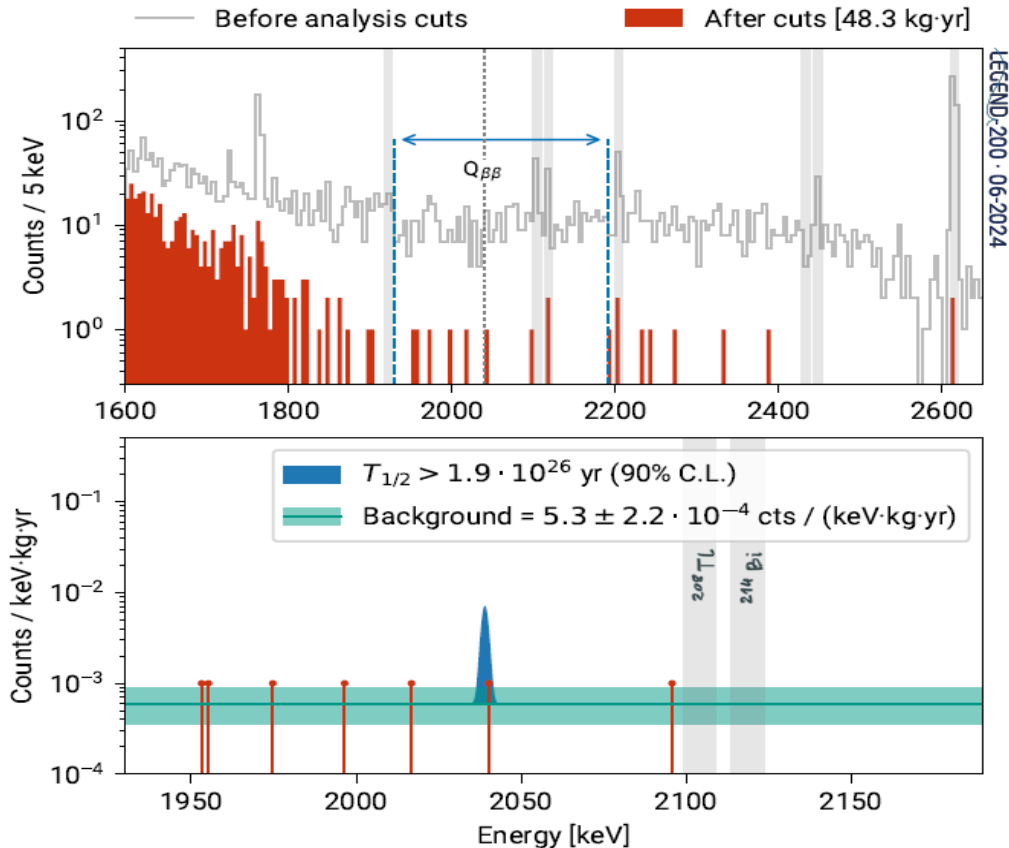 Before analysis cuts
After cuts [48.3 kg·yr]
Counts / 5 keV
10²
10¹
10⁰
Qββ
LEGEND-200 · 06-2024
1600 1800 2000 2200 2400 2600
Counts / keV·kg·yr
10⁻¹
10⁻²
10⁻³
10⁻⁴
T1/2 > 1.9 · 10²⁶ yr (90% C.L.)
Background = 5.3 ± 2.2 · 10⁻⁴ cts / (keV·kg·yr)
²⁰⁸Tl
²¹⁴Bi
1950 2000 2050 2100 2150
Energy [keV]